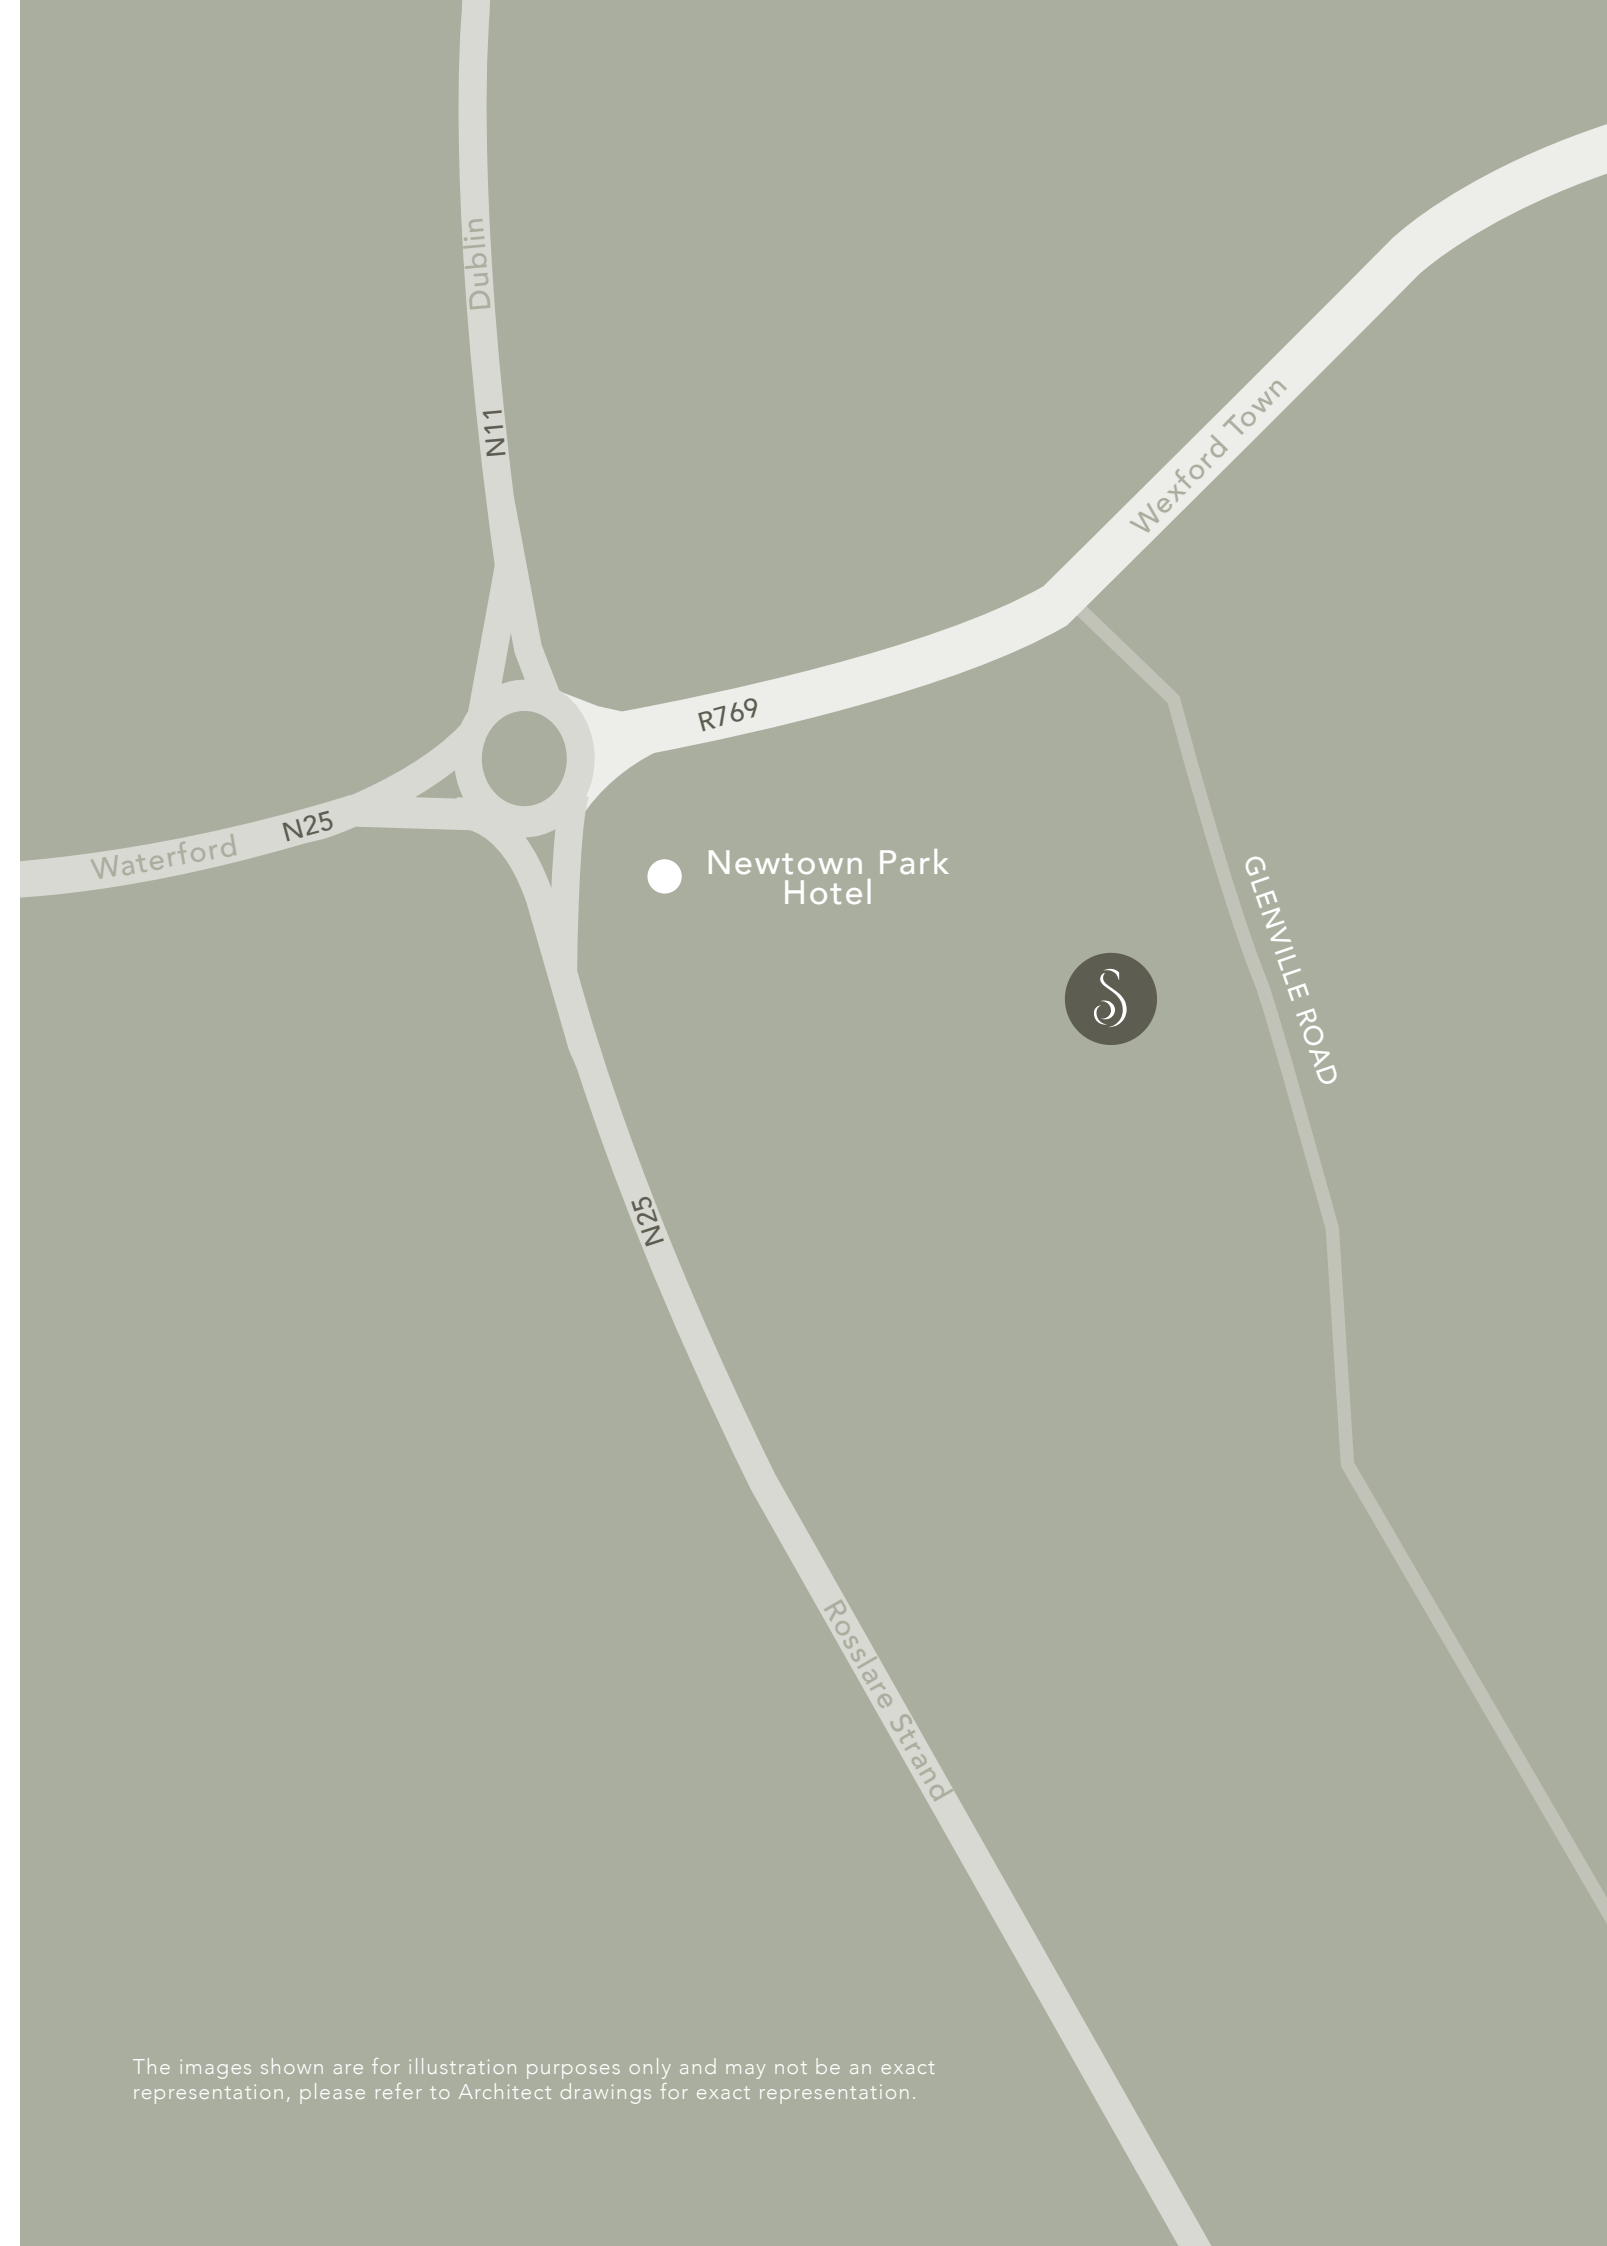 Dublin
N11
Wexford Town
R769
N25
Waterford
Newtown Park
Hotel
GLENVILLE ROAD
S
N25
Rosslare Strand
The images shown are for illustration purposes only and may not be an exact
representation, please refer to Architect drawings for exact representation.